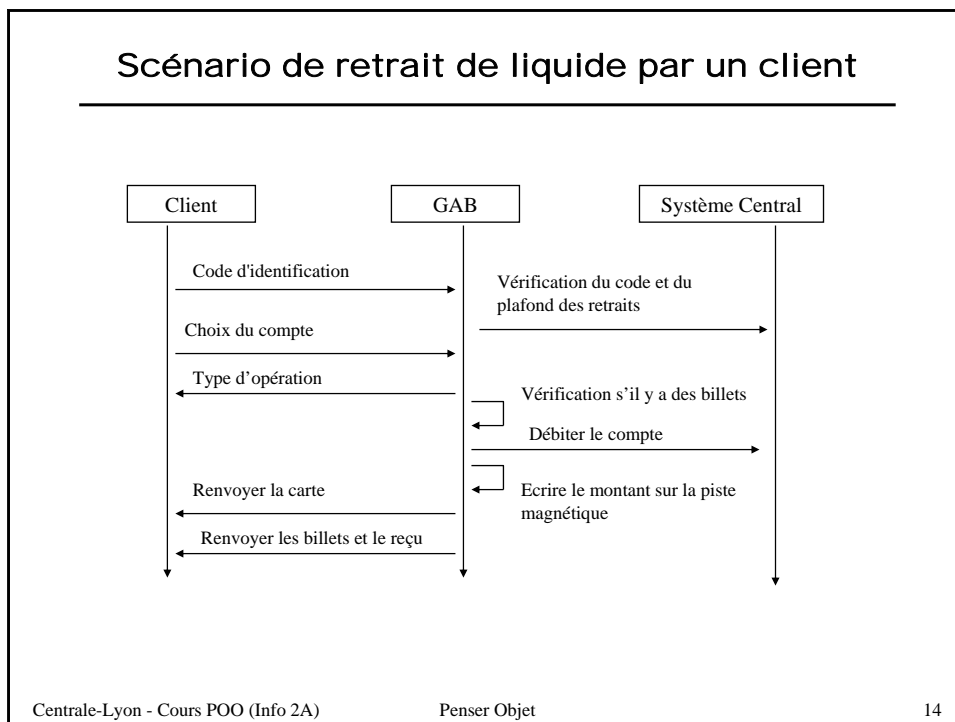 Scénario de retrait de liquide par un client
Client
GAB
Système Central
Code d'identification
Vérification du code et du
plafond des retraits
Choix du compte
Type d’opération
Vérification s’il y a des billets
Débiter le compte
Renvoyer la carte
Ecrire le montant sur la piste
magnétique
Renvoyer les billets et le reçu
Centrale-Lyon - Cours POO (Info 2A)
Penser Objet
14